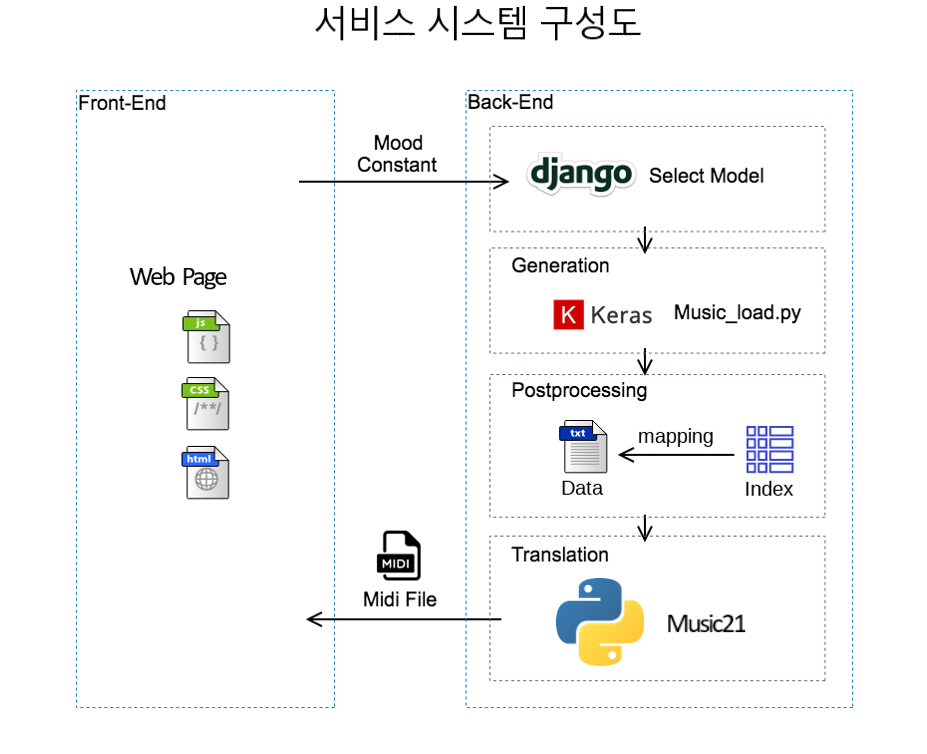 서비스 시스템 구성도
Front-End
Back-End
Mood
Constant
django
Select Model
Generation
Web Page
K Keras
Music_load.py
js
{ }
css
/**/
html
Postprocessing
txt
mapping
Data
Index
MIDI
Midi File
Translation
Music21